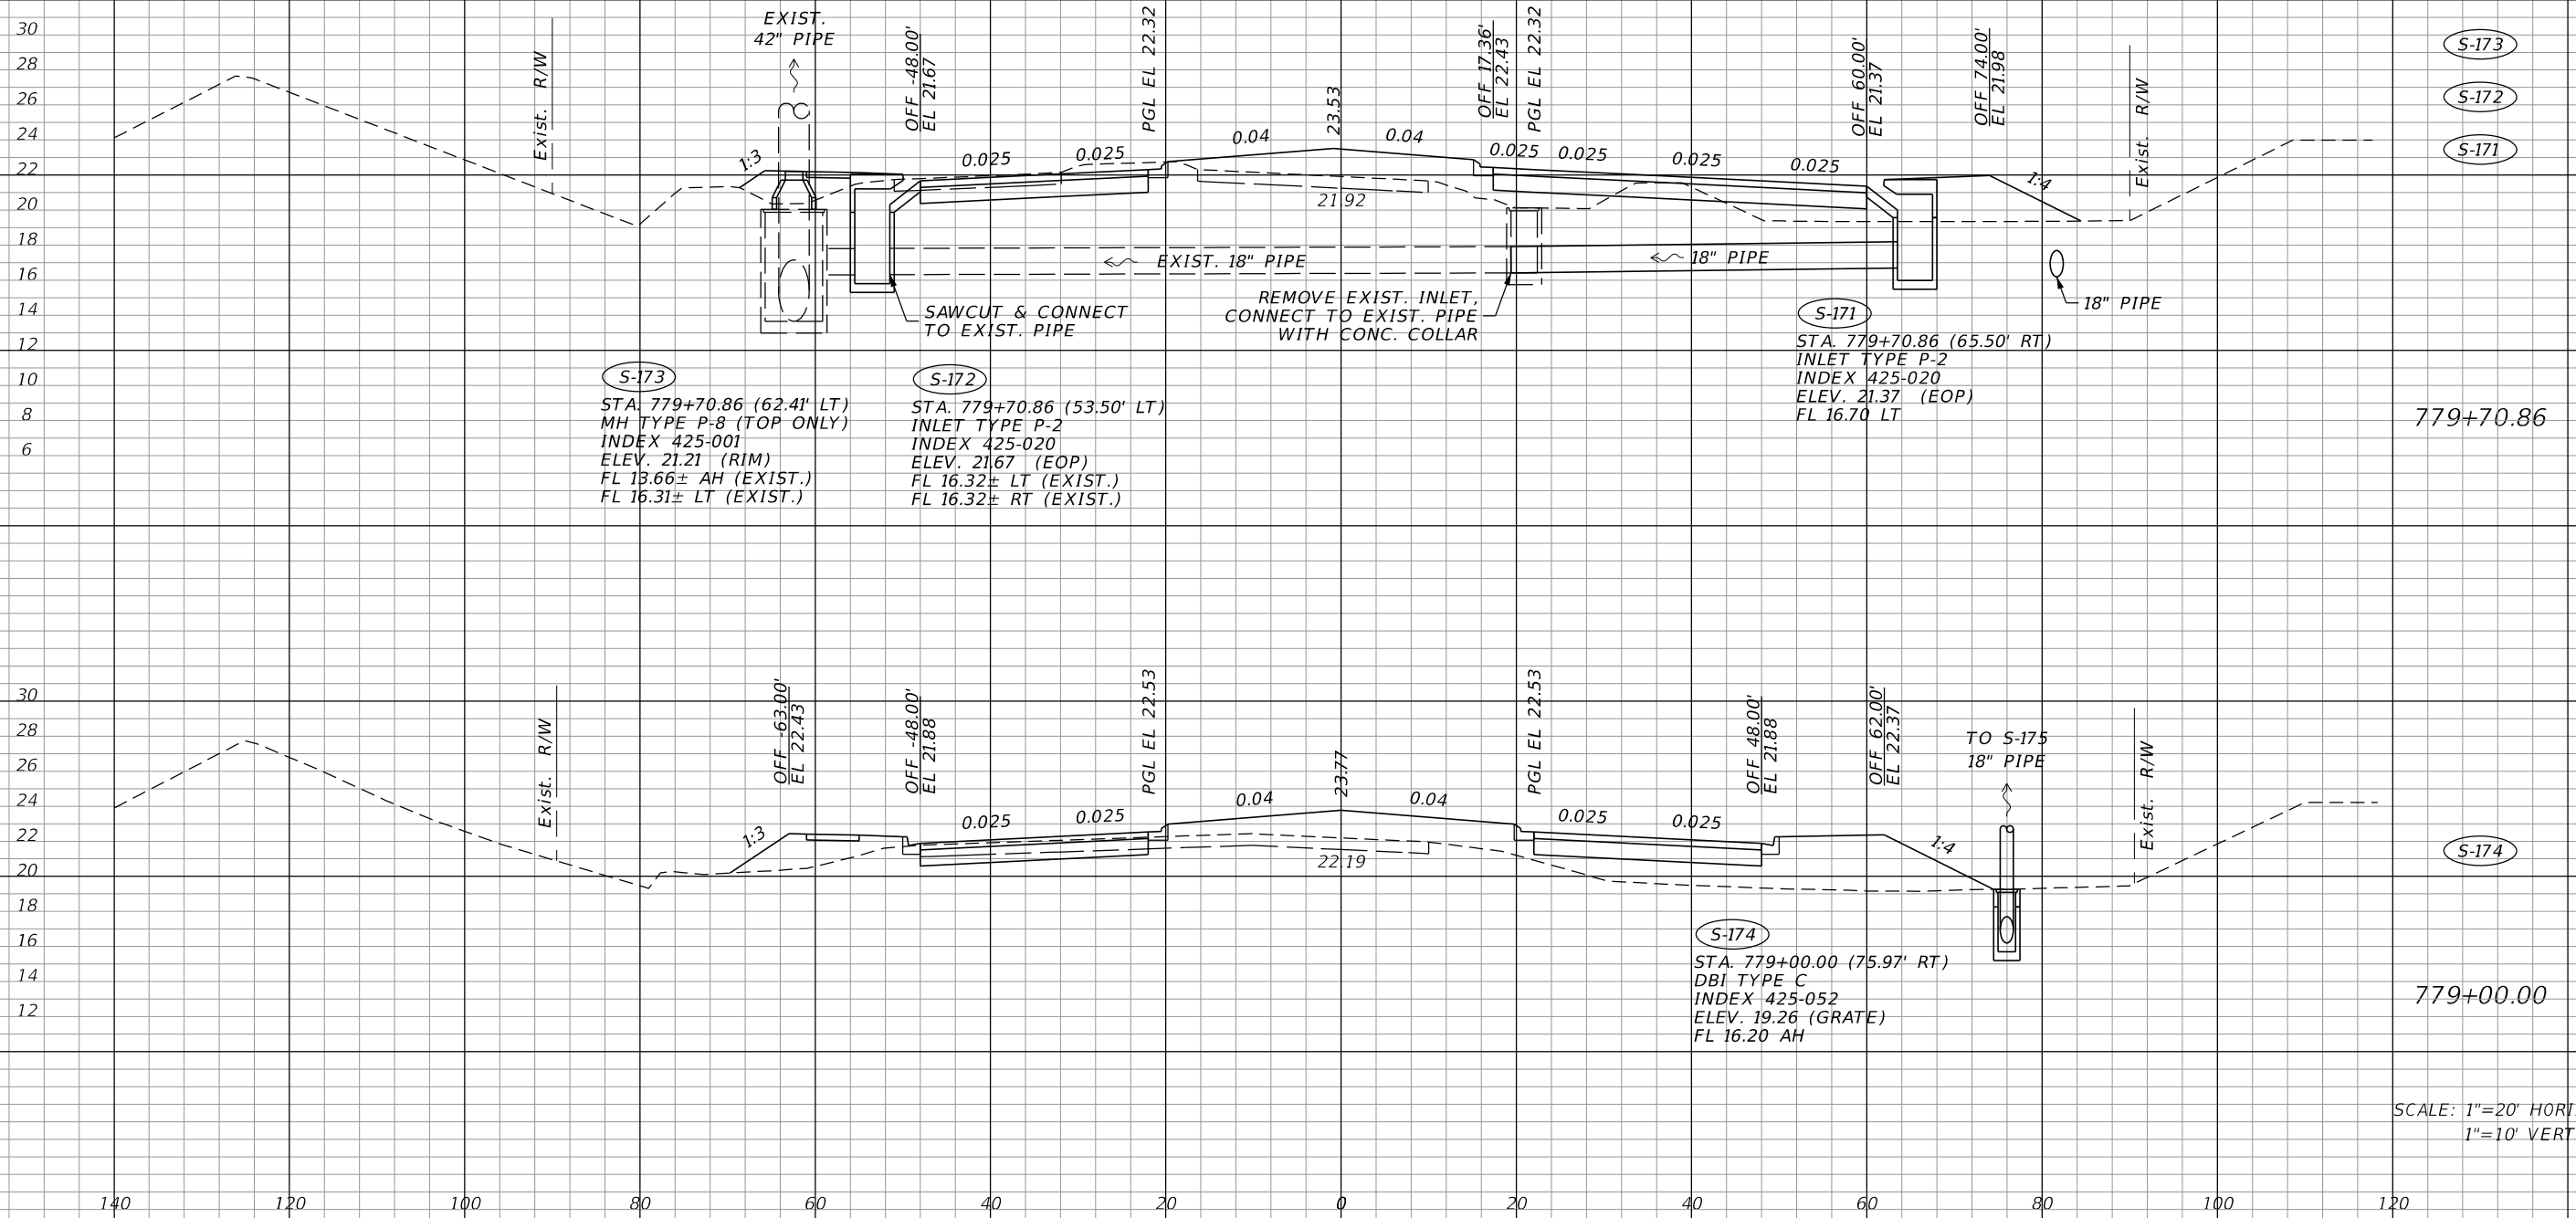 EXIST.
42" PIPE
Exist. R/W
OFF -48.00'
EL 21.67
PGL EL 22.32
23.53
OFF 17.36'
EL 22.43
PGL EL 22.32
OFF 60.00'
EL 21.37
OFF 74.00'
EL 21.98
Exist. R/W
S-173
S-172
S-171
30
28
26
24
22
20
18
16
14
12
10
8
6
1:3
0.025
0.025
0.04
0.04
0.025
0.025
0.025
0.025
1:4
21.92
EXIST. 18" PIPE
18" PIPE
18" PIPE
SAWCUT & CONNECT
TO EXIST. PIPE
REMOVE EXIST. INLET,
CONNECT TO EXIST. PIPE
WITH CONC. COLLAR
S-173
STA. 779+70.86 (62.41' LT)
MH TYPE P-8 (TOP ONLY)
INDEX 425-001
ELEV. 21.21 (RIM)
FL 13.66± AH (EXIST.)
FL 16.31± LT (EXIST.)
S-172
STA. 779+70.86 (53.50' LT)
INLET TYPE P-2
INDEX 425-020
ELEV. 21.67 (EOP)
FL 16.32± LT (EXIST.)
FL 16.32± RT (EXIST.)
S-171
STA. 779+70.86 (65.50' RT)
INLET TYPE P-2
INDEX 425-020
ELEV. 21.37 (EOP)
FL 16.70 LT
779+70.86
30
28
26
24
22
20
18
16
14
12
Exist. R/W
OFF -63.00'
EL 22.43
OFF -48.00'
EL 21.88
PGL EL 22.53
23.77
PGL EL 22.53
OFF 48.00'
EL 21.88
OFF 62.00'
EL 22.37
TO S-175
18" PIPE
Exist. R/W
1:3
0.025
0.025
0.04
0.04
0.025
0.025
1:4
22.19
S-174
S-174
STA. 779+00.00 (75.97' RT)
DBI TYPE C
INDEX 425-052
ELEV. 19.26 (GRATE)
FL 16.20 AH
779+00.00
SCALE: 1"=20' HORI
1"=10' VERT
140
120
100
80
60
40
20
0
20
40
60
80
100
120